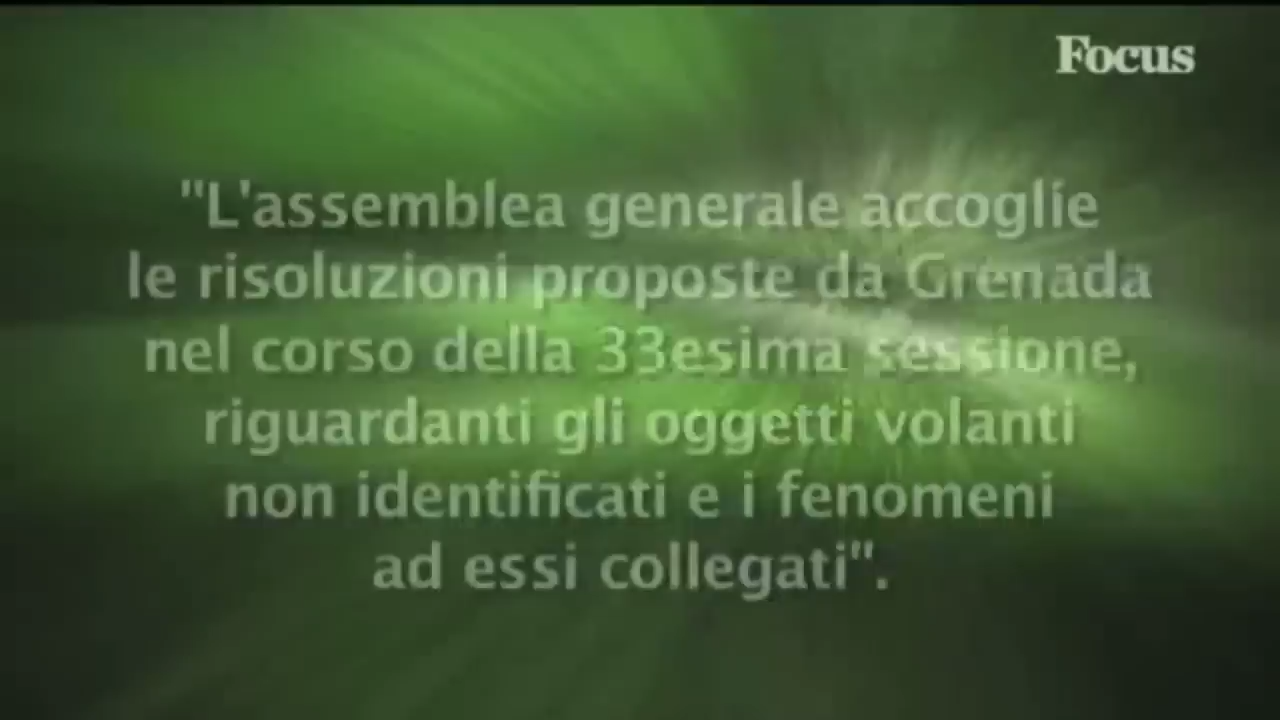 Focus
"L'assemblea generale accoglie
le risoluzioni proposte da Grenada
nel corso della 33esima sessione,
riguardanti gli oggetti volanti
non identificati e i fenomeni
ad essi collegati".